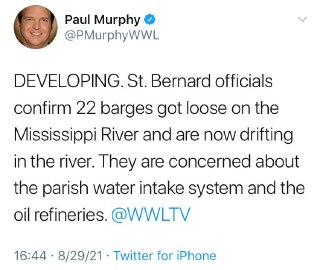 Paul Murphy
@PMurphyWWL
DEVELOPING. St. Bernard officials
confirm 22 barges got loose on the
Mississippi River and are now drifting
in the river. They are concerned about
the parish water intake system and the
oil refineries. @WWLTV
16:44 · 8/29/21 · Twitter for iPhone